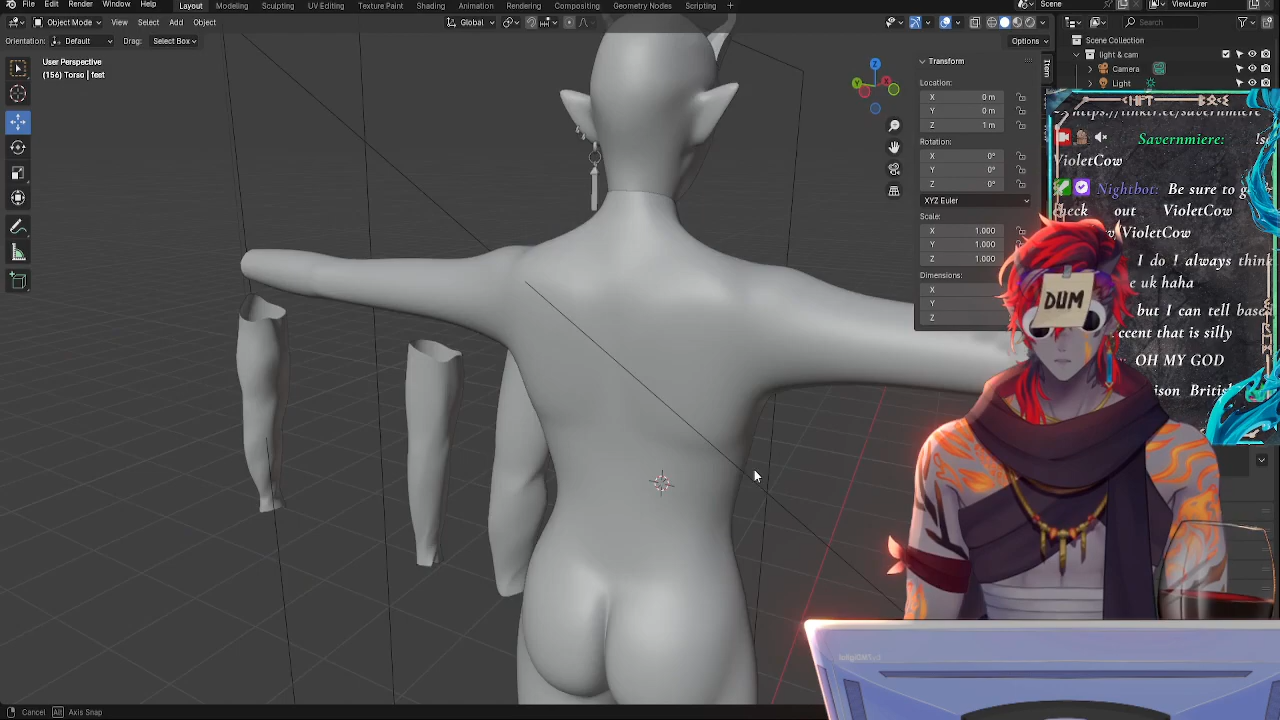 File Edit Render Window Help Layout Modeling Sculpting UV Editing Texture Paint Shading Animation Rendering Compositing Geometry Nodes Scripting + Scene ViewLayer
Object Mode View Select Add Object Global Search
Orientation: Default Drag: Select Box Options Scene Collection
User Perspective
(156) Torso | feet
Transform
light & cam
Camera
Light
Location:
X 0 m
Y 0 m
Z 1 m
Rotation:
X 0°
Y 0°
Z 0°
XYZ Euler
Scale:
X 1.000
Y 1.000
Z 1.000
Dimensions:
X
Y
Z
Savernmiere:
VioletCow
Nightbot: Be sure to
check out VioletCow
I do I always think
uk haha
but I can tell
ccent that is silly
OH MY GOD
DUM
Z
Y
X
Cancel Alt Axis Snap